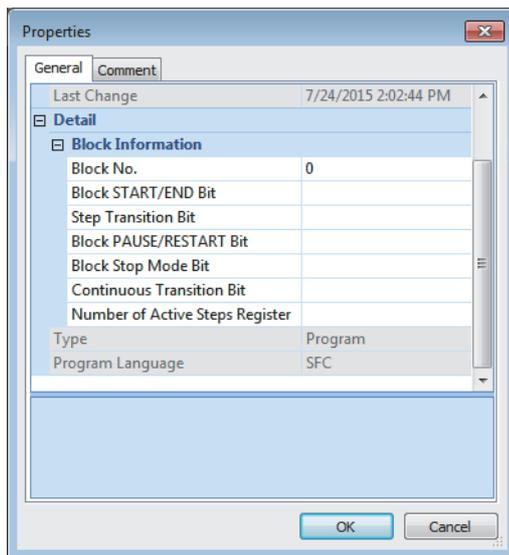 Properties
General Comment
Last Change 7/24/2015 2:02:44 PM
Detail
Block Information
Block No. 0
Block START/END Bit
Step Transition Bit
Block PAUSE/RESTART Bit
Block Stop Mode Bit
Continuous Transition Bit
Number of Active Steps Register
Type Program
Program Language SFC
OK Cancel